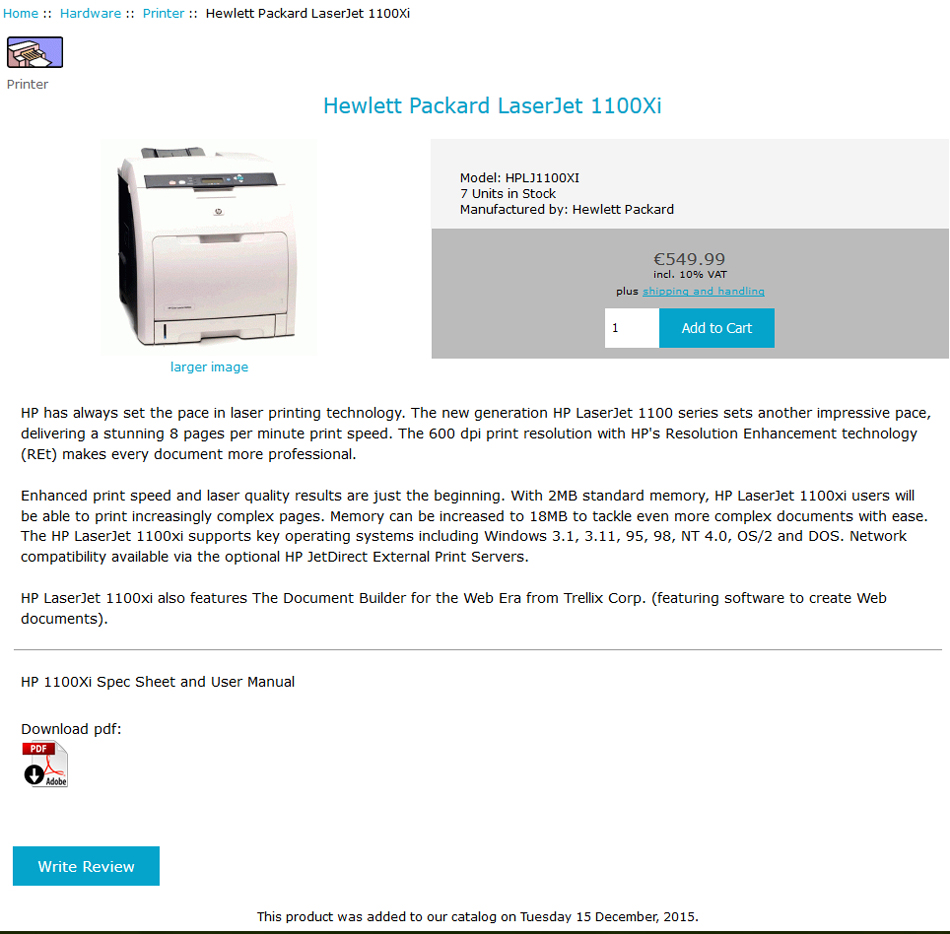 Home :: Hardware :: Printer :: Hewlett Packard LaserJet 1100Xi
Printer
Hewlett Packard LaserJet 1100Xi
Model: HPLJ1100XI
7 Units in Stock
Manufactured by: Hewlett Packard
€549.99
incl. 10% VAT
plus shipping and handling
1 Add to Cart
larger image
HP has always set the pace in laser printing technology. The new generation HP LaserJet 1100 series sets another impressive pace,
delivering a stunning 8 pages per minute print speed. The 600 dpi print resolution with HP's Resolution Enhancement technology
(REt) makes every document more professional.
Enhanced print speed and laser quality results are just the beginning. With 2MB standard memory, HP LaserJet 1100xi users will
be able to print increasingly complex pages. Memory can be increased to 18MB to tackle even more complex documents with ease.
The HP LaserJet 1100xi supports key operating systems including Windows 3.1, 3.11, 95, 98, NT 4.0, OS/2 and DOS. Network
compatibility available via the optional HP JetDirect External Print Servers.
HP LaserJet 1100xi also features The Document Builder for the Web Era from Trellix Corp. (featuring software to create Web
documents).
HP 1100Xi Spec Sheet and User Manual
Download pdf:
PDF
Adobe
Write Review
This product was added to our catalog on Tuesday 15 December, 2015.